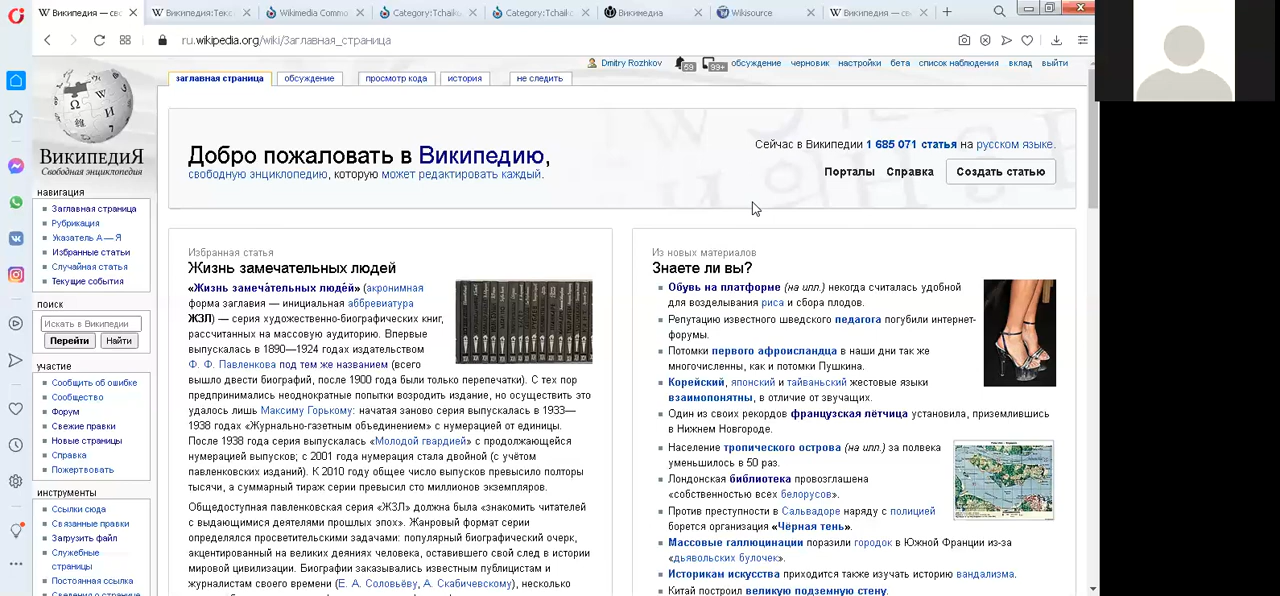 Википедия — сво
Википедия:Текс
Wikimedia Commo
Category:Tchaiku
Category:Tchaik
Викимедиа
Wikisource
Википедия — сво
ru.wikipedia.org/wiki/Заглавная_страница
Dmitry Rozhkov 59 99+ обсуждение черновик настройки бета список наблюдения вклад выйти
заглавная страница обсуждение просмотр кода история не следить
ВикипедиЯ
Свободная энциклопедия
навигация
Заглавная страница
Рубрикация
Указатель А — Я
Избранные статьи
Случайная статья
Текущие события
поиск
Искать в Википедии
Перейти Найти
участие
Сообщить об ошибке
Сообщество
Форум
Свежие правки
Новые страницы
Справка
Пожертвовать
инструменты
Ссылки сюда
Связанные правки
Загрузить файл
Служебные
страницы
Постоянная ссылка
Сведения о странице
Добро пожаловать в Википедию,
свободную энциклопедию, которую может редактировать каждый.
Сейчас в Википедии 1 685 071 статья на русском языке.
Порталы Справка Создать статью
Избранная статья
Жизнь замечательных людей
«Жизнь замеча́тельных люде́й» (акронимная
форма заглавия — инициальная аббревиатура
ЖЗЛ) — серия художественно-биографических книг,
рассчитанных на массовую аудиторию. Впервые
выпускалась в 1890—1924 годах издательством
Ф. Ф. Павленкова под тем же названием (всего
вышло двести биографий, после 1900 года были только перепечатки). С тех пор
предпринимались неоднократные попытки возродить издание, но осуществить это
удалось лишь Максиму Горькому: начатая заново серия выпускалась в 1933—
1938 годах «Журнально-газетным объединением» с нумерацией от единицы.
После 1938 года серия выпускалась «Молодой гвардией» с продолжающейся
нумерацией выпусков, с 2001 года нумерация стала двойной (с учётом
павленковских изданий). К 2010 году общее число выпусков превысило полторы
тысячи, а суммарный тираж серии превысил сто миллионов экземпляров.
Общедоступная павленковская серия «ЖЗЛ» должна была «знакомить читателей
с выдающимися деятелями прошлых эпох». Жанровый формат серии
определялся просветительскими задачами: популярный биографический очерк,
акцентированный на великих деяниях человека, оставившего свой след в истории
мировой цивилизации. Биографии заказывались известным публицистам и
журналистам своего времени (Е. А. Соловьёву, А. Скабичевскому), несколько
Из новых материалов
Знаете ли вы?
Обувь на платформе (на илл.) некогда считалась удобной
для возделывания риса и сбора плодов.
Репутацию известного шведского педагога погубили интернет-
форумы.
Потомки первого афроисландца в наши дни так же
многочисленны, как и потомки Пушкина.
Корейский, японский и тайваньский жестовые языки
взаимопонятны, в отличие от звучащих.
Один из своих рекордов французская лётчица установила, приземлившись
в Нижнем Новгороде.
Население тропического острова (на илл.) за полвека
уменьшилось в 50 раз.
Лондонская библиотека провозглашена
«собственностью всех белорусов».
Против преступности в Сальвадоре наряду с полицией
борется организация «Чёрная тень».
Массовые галлюцинации поразили городок в Южной Франции из-за
«дьявольских булочек».
Историкам искусства приходится также изучать историю вандализма.
Китай построил великую подземную стену.